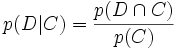 p(D|C) = p(D ∩ C) / p(C)